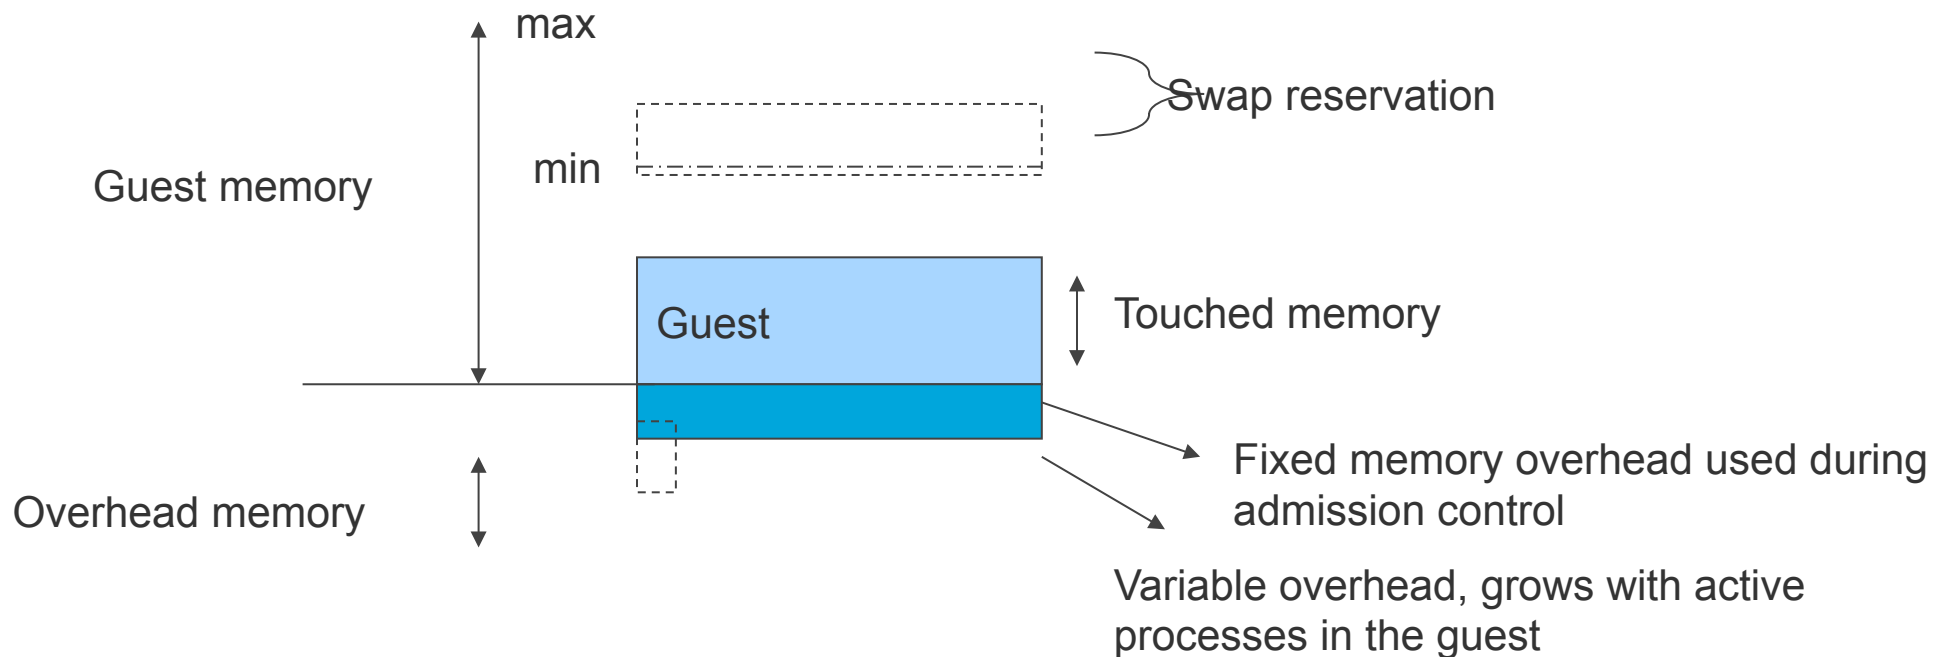 max
Swap reservation
min
Guest memory
Guest
Touched memory
Fixed memory overhead used during
admission control
Overhead memory
Variable overhead, grows with active
processes in the guest